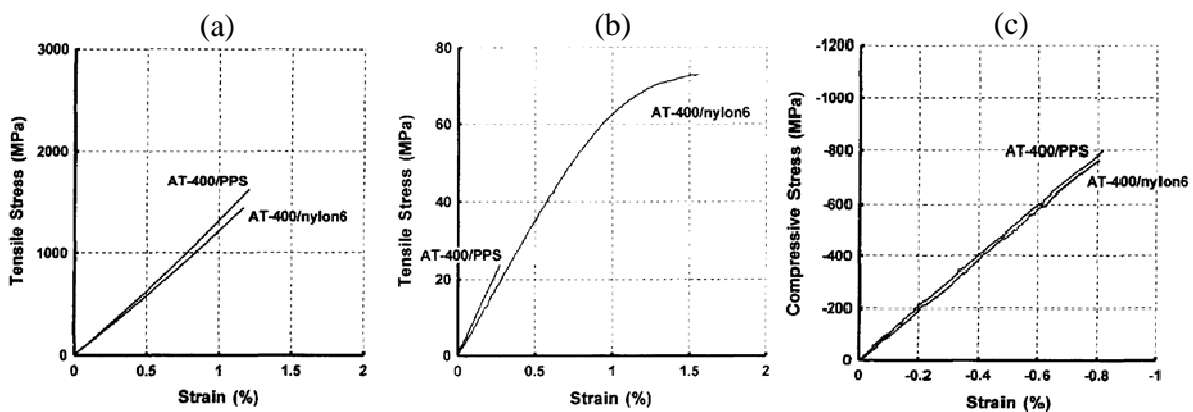 (a)
Tensile Stress (MPa)
3000
2000
1000
0
AT-400/PPS
AT-400/nylon6
0 0.5 1 1.5 2
Strain (%)
(b)
Tensile Stress (MPa)
80
60
40
20
0
AT-400/nylon6
AT-400/PPS
0 0.5 1 1.5 2
Strain (%)
(c)
Compressive Stress (MPa)
-1200
-1000
-800
-600
-400
-200
0
AT-400/PPS
AT-400/nylon6
0 -0.2 -0.4 -0.6 -0.8 -1
Strain (%)